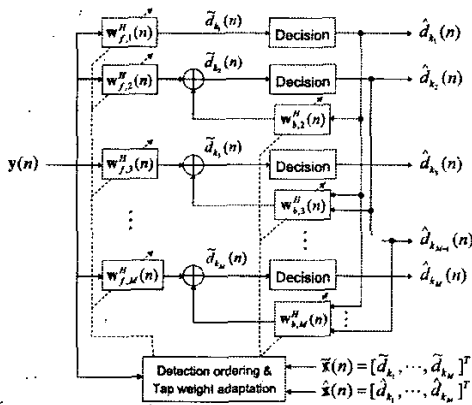 w^H_{f,1}(n) d̃_{k_1}(n) Decision d̂_{k_1}(n)
w^H_{f,2}(n) d̃_{k_2}(n) Decision d̂_{k_2}(n)
w^H_{b,2}(n)
y(n) w^H_{f,3}(n) d̃_{k_3}(n) Decision d̂_{k_3}(n)
w^H_{b,3}(n)
d̂_{k_{M-1}}(n)
w^H_{f,M}(n) d̃_{k_M}(n) Decision d̂_{k_M}(n)
w^H_{b,M}(n)
Detection ordering &
Tap weight adaptation
x̃(n) = [d̃_{k_1}, ⋯, d̃_{k_M}]^T
x̂(n) = [d̂_{k_1}, ⋯, d̂_{k_M}]^T